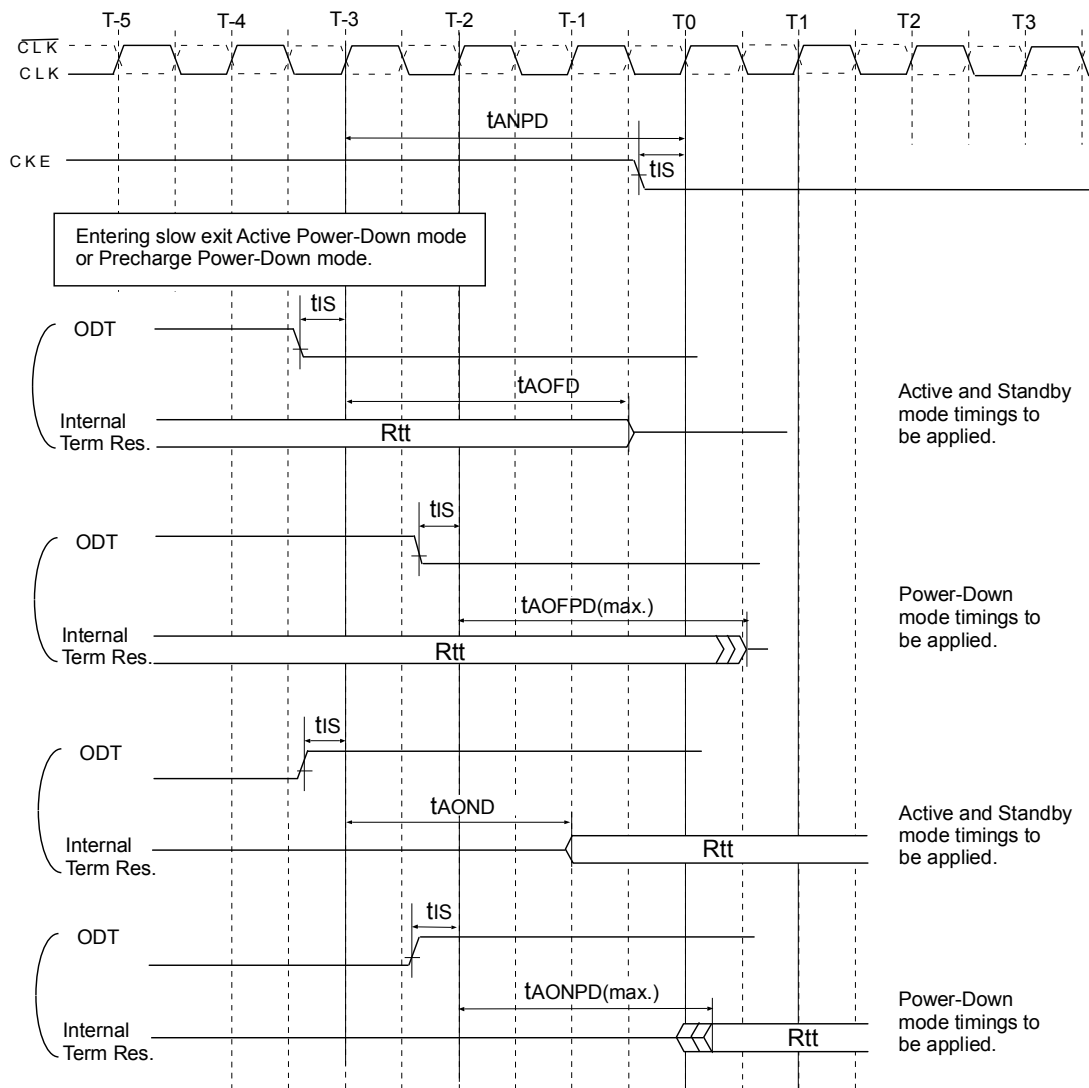 T-5 T-4 T-3 T-2 T-1 T0 T1 T2 T3
CLK
CLK
tANPD
CKE
tIS
Entering slow exit Active Power-Down mode
or Precharge Power-Down mode.
tIS
ODT
tAOFD
Active and Standby
mode timings to
be applied.
Internal
Term Res.
Rtt
tIS
ODT
tAOFPD(max.)
Power-Down
mode timings to
be applied.
Internal
Term Res.
Rtt
tIS
ODT
tAOND
Active and Standby
mode timings to
be applied.
Internal
Term Res.
Rtt
tIS
ODT
tAONPD(max.)
Power-Down
mode timings to
be applied.
Internal
Term Res.
Rtt